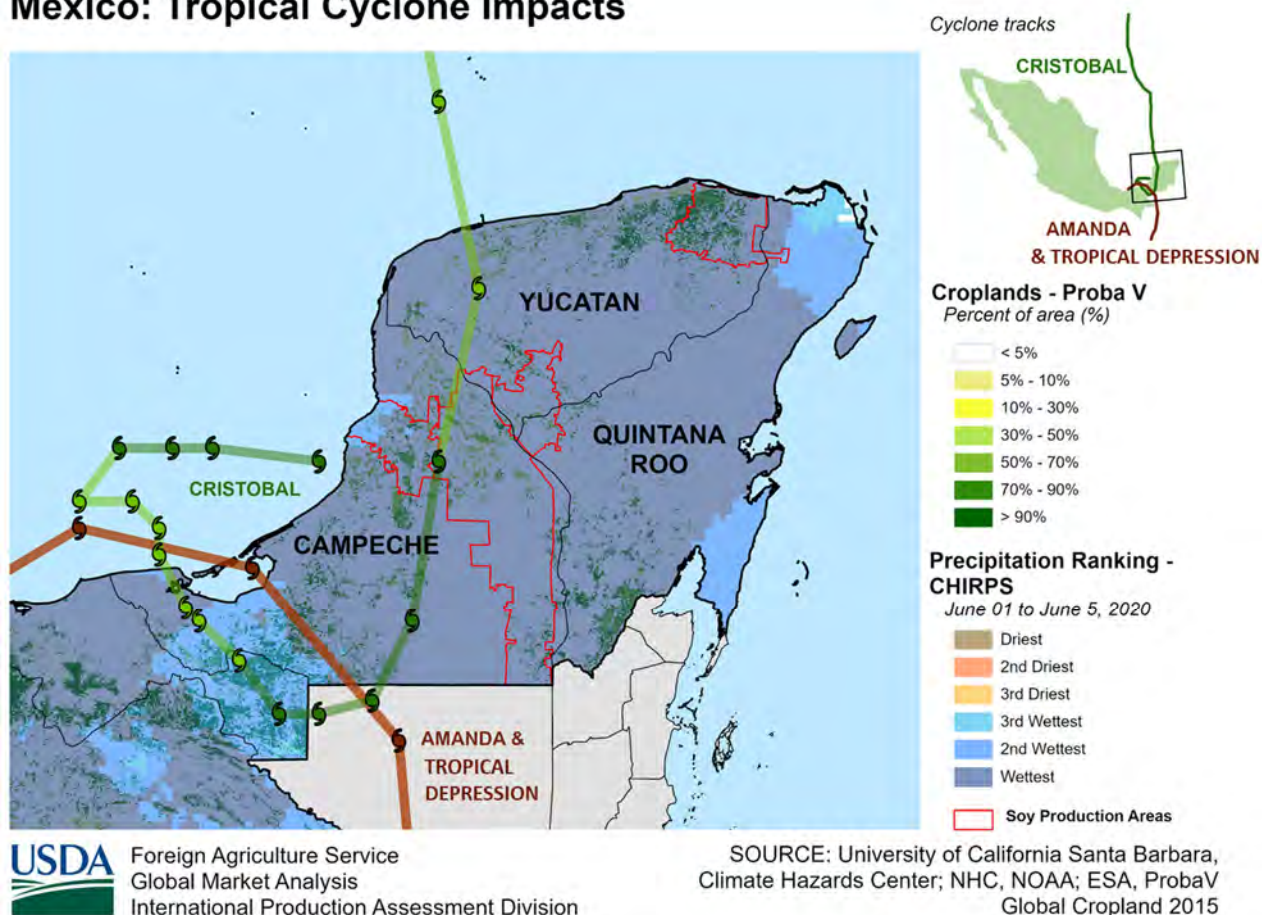 Mexico: Tropical Cyclone Impacts
Cyclone tracks
CRISTOBAL
AMANDA
& TROPICAL DEPRESSION
YUCATAN
QUINTANA
ROO
CRISTOBAL
CAMPECHE
AMANDA &
TROPICAL
DEPRESSION
Croplands - Proba V
Percent of area (%)
< 5%
5% - 10%
10% - 30%
30% - 50%
50% - 70%
70% - 90%
> 90%
Precipitation Ranking -
CHIRPS
June 01 to June 5, 2020
Driest
2nd Driest
3rd Driest
3rd Wettest
2nd Wettest
Wettest
Soy Production Areas
USDA
Foreign Agriculture Service
Global Market Analysis
International Production Assessment Division
SOURCE: University of California Santa Barbara,
Climate Hazards Center; NHC, NOAA; ESA, ProbaV
Global Cropland 2015